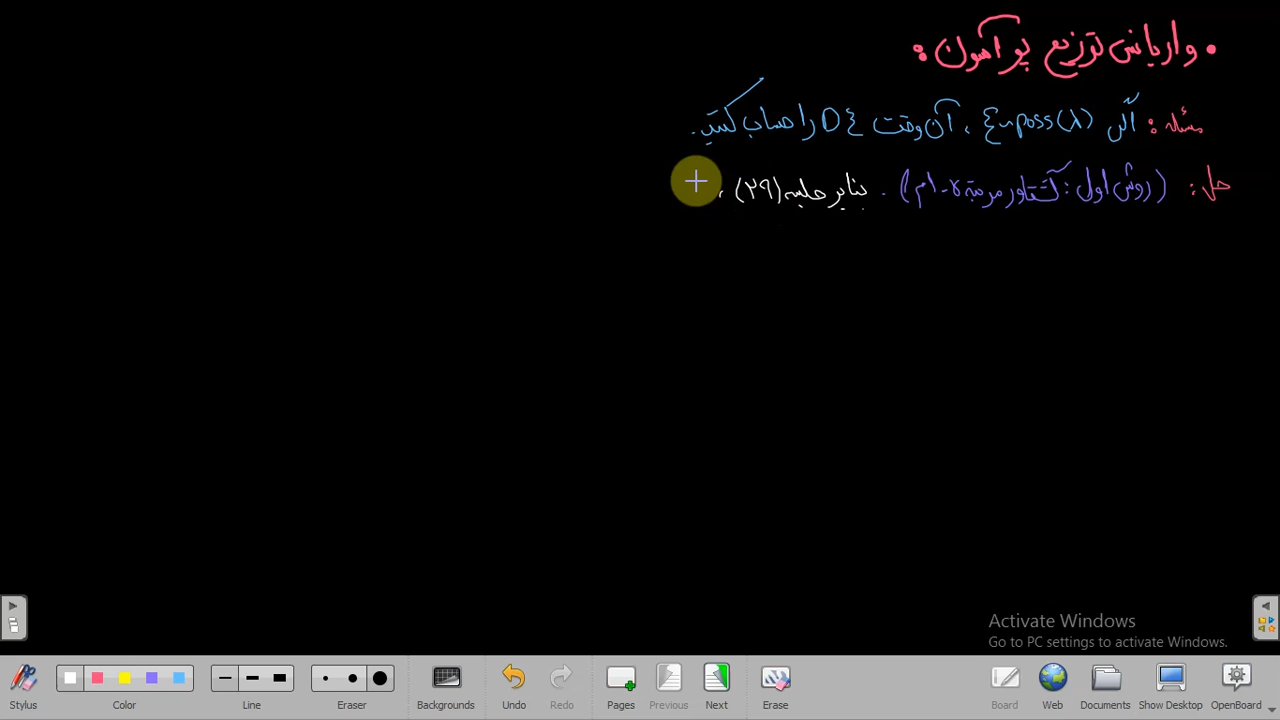 • واریانس توزیع پواسون:
مسئله: اگر ξ~poss(λ)، آن وقت Dξ را حساب کنید.
حل: (روش اول: گشتاور مرتبهٔ ۲-ام). بنابر جلسه (۲۹)،
Activate Windows
Go to PC settings to activate Windows.
Stylus Color Line Eraser Backgrounds Undo Redo Pages Previous Next Erase Board Web Documents Show Desktop OpenBoard